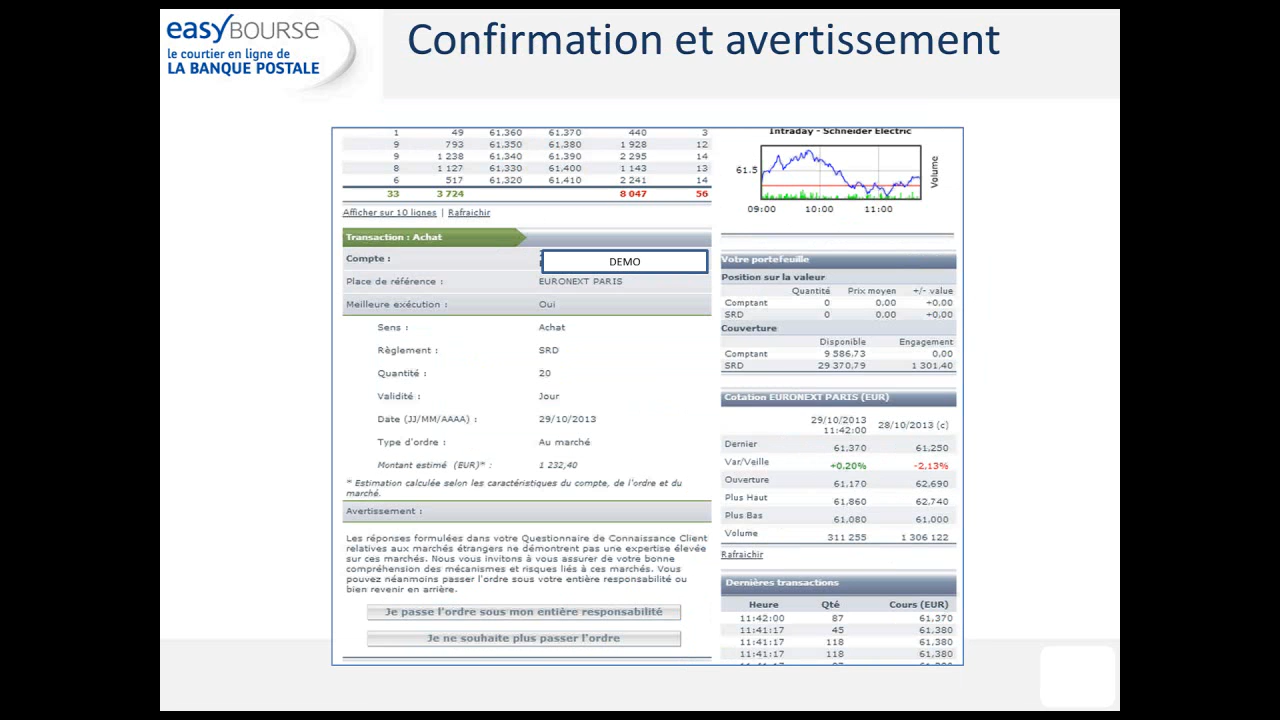 easyBOURSE
le courtier en ligne de
LA BANQUE POSTALE
Confirmation et avertissement
1 49 61,360 61,370 440 3
9 793 61,350 61,380 1 928 12
9 1 238 61,340 61,390 2 295 14
8 1 127 61,330 61,400 1 143 13
6 517 61,320 61,410 2 241 14
33 3 724 8 047 56
Afficher sur 10 lignes | Rafraichir
Transaction : Achat
Compte :
DEMO
Place de référence : EURONEXT PARIS
Meilleure exécution : Oui
Sens : Achat
Règlement : SRD
Quantité : 20
Validité : Jour
Date (JJ/MM/AAAA) : 29/10/2013
Type d'ordre : Au marché
Montant estimé (EUR)* : 1 232,40
* Estimation calculée selon les caractéristiques du compte, de l'ordre et du
marché.
Avertissement :
Les réponses formulées dans votre Questionnaire de Connaissance Client
relatives aux marchés étrangers ne démontrent pas une expertise élevée
sur ces marchés. Nous vous invitons à vous assurer de votre bonne
compréhension des mécanismes et risques liés à ces marchés. Vous
pouvez néanmoins passer l'ordre sous votre entière responsabilité ou
bien revenir en arrière.
Je passe l'ordre sous mon entière responsabilité
Je ne souhaite plus passer l'ordre
Intraday - Schneider Electric
61.5
Volume
09:00 10:00 11:00
Votre portefeuille
Position sur la valeur
Quantité Prix moyen +/- value
Comptant 0 0.00 +0.00
SRD 0 0.00 +0.00
Couverture
Disponible Engagement
Comptant 9 586,73 0,00
SRD 29 370,79 1 301,40
Cotation EURONEXT PARIS (EUR)
29/10/2013
11:42:00
28/10/2013 (c)
Dernier 61,370 61,250
Var/Veille +0.20% -2,13%
Ouverture 61,170 62,690
Plus Haut 61,860 62.740
Plus Bas 61,080 61,000
Volume 311 255 1 306 122
Rafraichir
Dernières transactions
Heure Qté Cours (EUR)
11:42:00 87 61,370
11:41:17 45 61,380
11:41:17 118 61,380
11:41:17 118 61,380